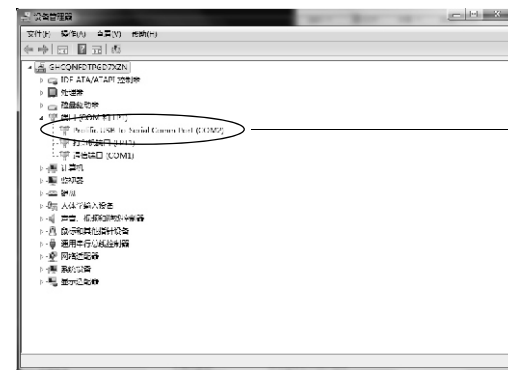 设备管理器
文件(F) 操作(A) 查看(V) 帮助(H)
IDE ATA/ATAPI 控制器
处理器
磁盘驱动器
端口 (COM 和 LPT)
Prolific USB-to-Serial Comm Port (COM2)
打印机端口 (LPT1)
通信端口 (COM1)
计算机
监视器
键盘
人体学输入设备
声音、视频和游戏控制器
鼠标和其他指针设备
通用串行总线控制器
网络适配器
系统设备
显示适配器